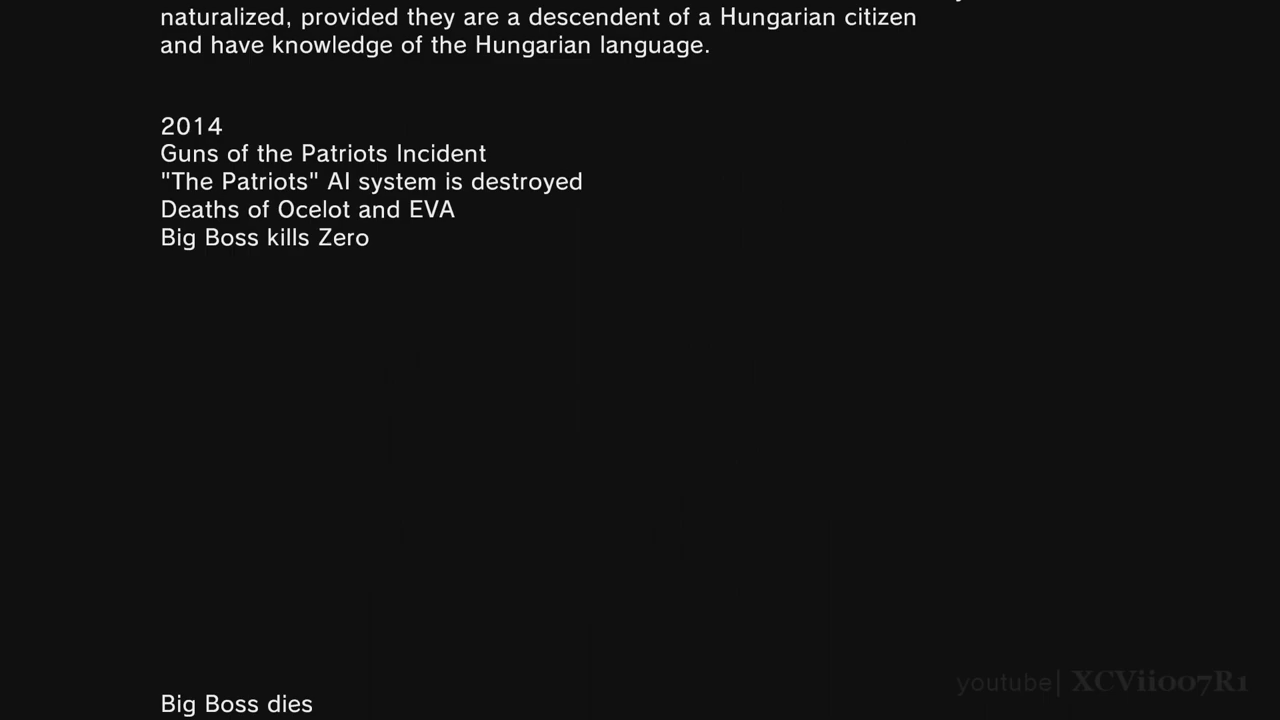 naturalized, provided they are a descendent of a Hungarian citizen
and have knowledge of the Hungarian language.
2014
Guns of the Patriots Incident
"The Patriots" AI system is destroyed
Deaths of Ocelot and EVA
Big Boss kills Zero
Big Boss dies
youtube| XCVii007R1